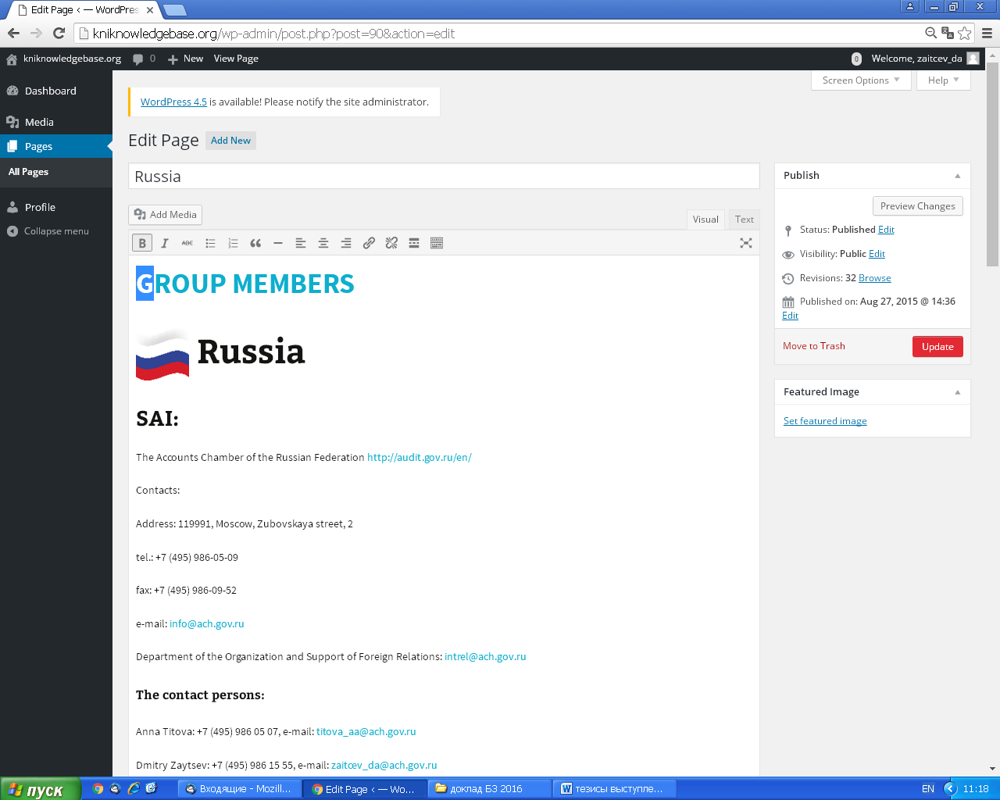 Edit Page ‹ — WordPres
kniknowledgebase.org/wp-admin/post.php?post=90&action=edit
kniknowledgebase.org 0 New View Page 0 Welcome, zaitcev_da
Screen Options Help
Dashboard
Media
Pages
All Pages
Profile
Collapse menu
WordPress 4.5 is available! Please notify the site administrator.
Edit Page Add New
Russia
Add Media
Visual Text
B I ABC
GROUP MEMBERS
Russia
SAI:
The Accounts Chamber of the Russian Federation http://audit.gov.ru/en/
Contacts:
Address: 119991, Moscow, Zubovskaya street, 2
tel.: +7 (495) 986-05-09
fax: +7 (495) 986-09-52
e-mail: info@ach.gov.ru
Department of the Organization and Support of Foreign Relations: intrel@ach.gov.ru
The contact persons:
Anna Titova: +7 (495) 986 05 07, e-mail: titova_aa@ach.gov.ru
Dmitry Zaytsev: +7 (495) 986 15 55, e-mail: zaitcev_da@ach.gov.ru
Publish
Preview Changes
Status: Published Edit
Visibility: Public Edit
Revisions: 32 Browse
Published on: Aug 27, 2015 @ 14:36
Edit
Move to Trash Update
Featured Image
Set featured image
пуск Входящие - Mozill... Edit Page ‹ — Wo... доклад БЗ 2016 тезисы выступле... EN 11:18